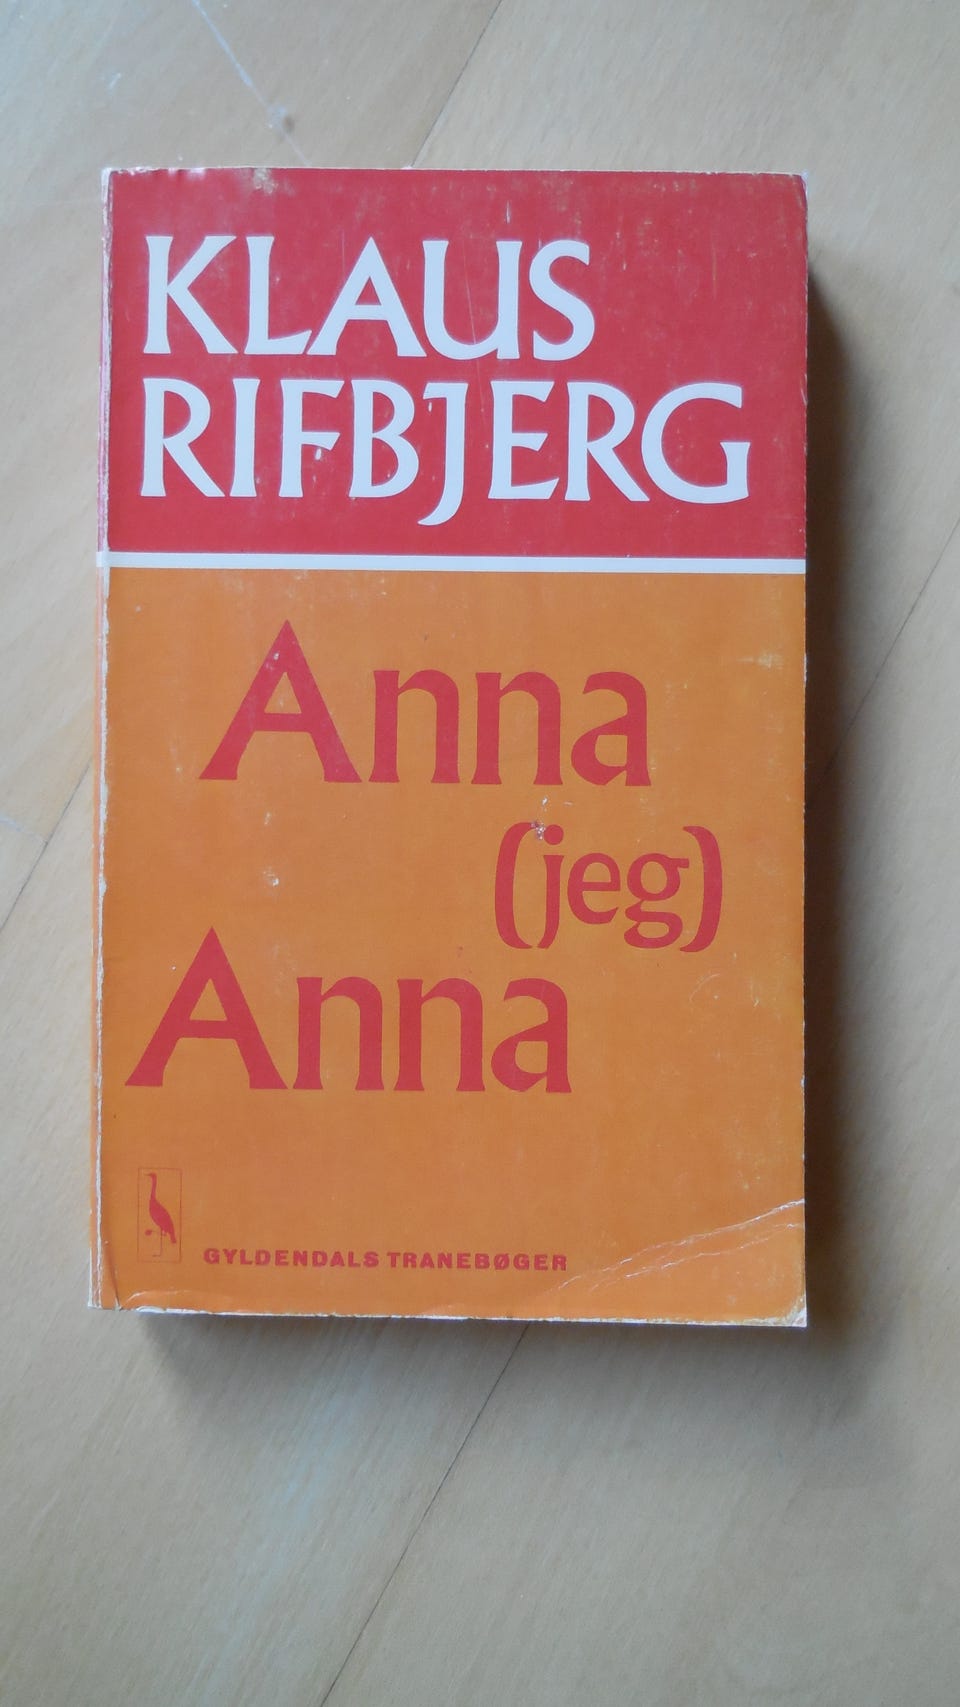 KLAUS
RIFBJERG
Anna
(jeg)
Anna
GYLDENDALS TRANEBØGER